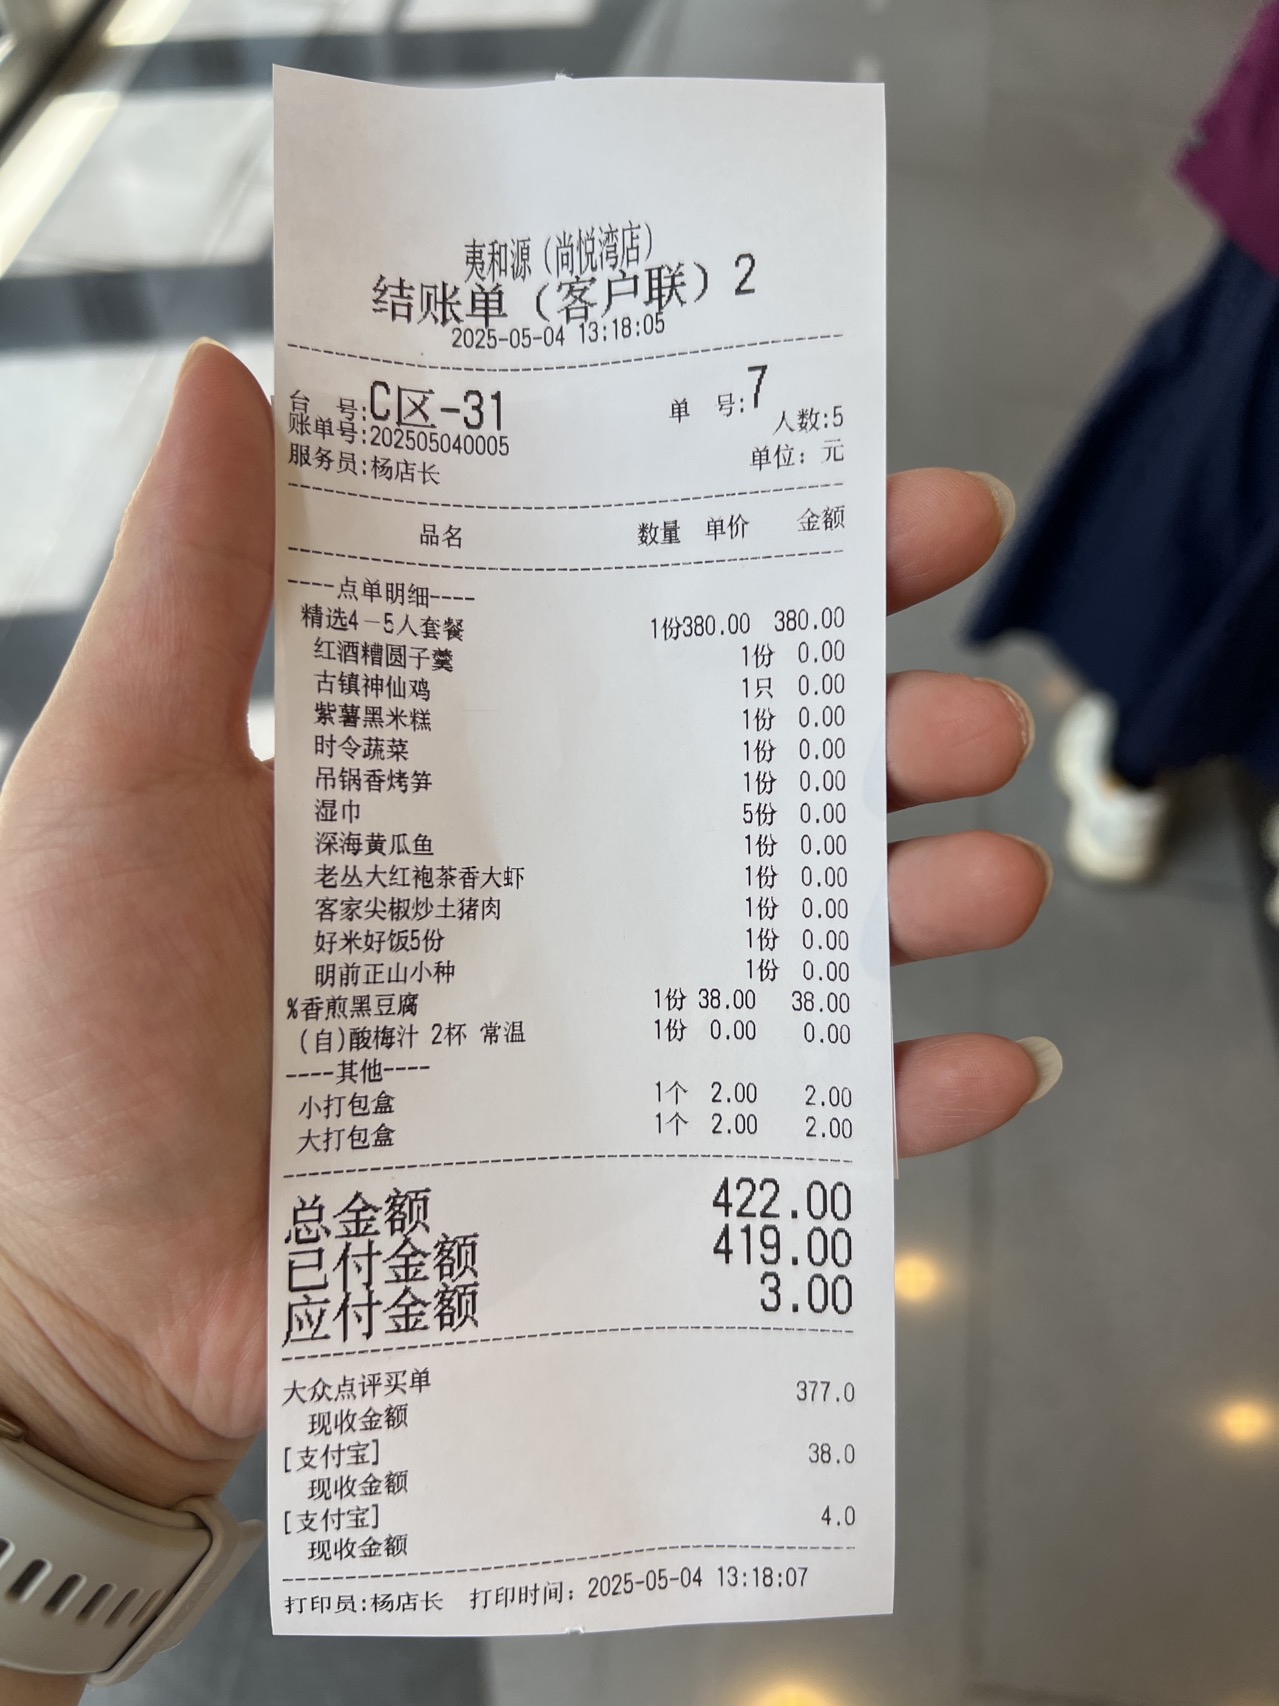 夷和源（尚悦湾店）
结账单（客户联）2
2025-05-04 13:18:05
台 号:C区-31 单 号:7
账单号:202505040005 人数:5
服务员:杨店长 单位：元
品名 数量 单价 金额
----点单明细----
精选4－5人套餐 1份380.00 380.00
红酒糟圆子羹 1份 0.00
古镇神仙鸡 1只 0.00
紫薯黑米糕 1份 0.00
时令蔬菜 1份 0.00
吊锅香烤笋 1份 0.00
湿巾 5份 0.00
深海黄瓜鱼 1份 0.00
老丛大红袍茶香大虾 1份 0.00
客家尖椒炒土猪肉 1份 0.00
好米好饭5份 1份 0.00
明前正山小种 1份 0.00
%香煎黑豆腐 1份 38.00 38.00
(自)酸梅汁 2杯 常温 1份 0.00 0.00
----其他----
小打包盒 1个 2.00 2.00
大打包盒 1个 2.00 2.00
总金额 422.00
已付金额 419.00
应付金额 3.00
大众点评买单 377.0
现收金额
[支付宝] 38.0
现收金额
[支付宝] 4.0
现收金额
打印员:杨店长 打印时间：2025-05-04 13:18:07